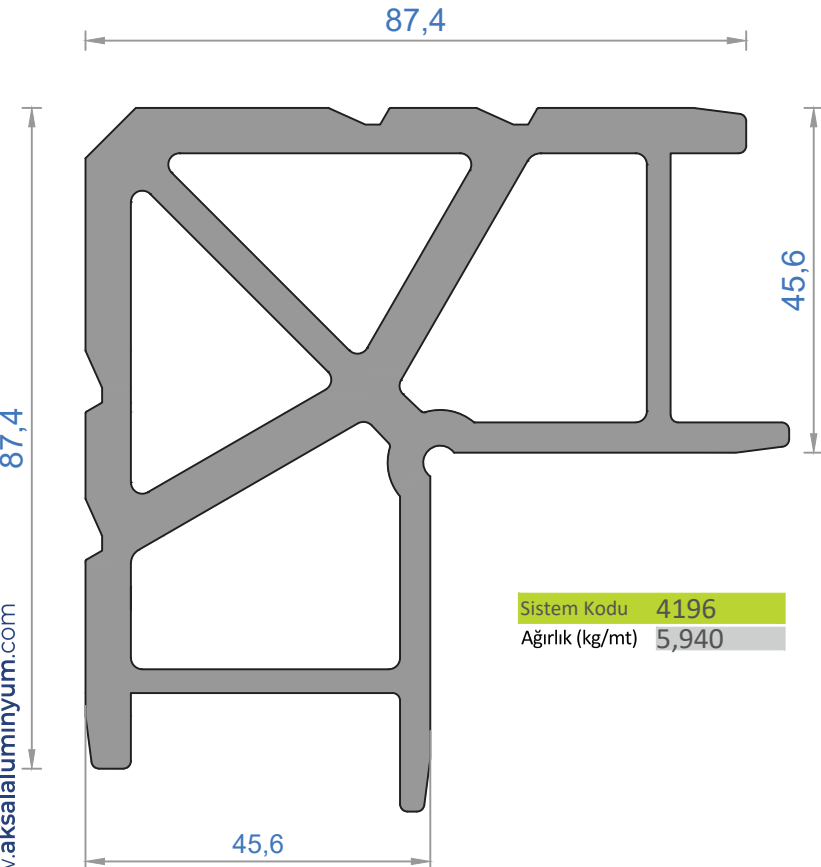 87,4
45,6
87,4
Sistem Kodu 4196
Ağırlık (kg/mt) 5,940
w.aksalaluminyum.com
45,6